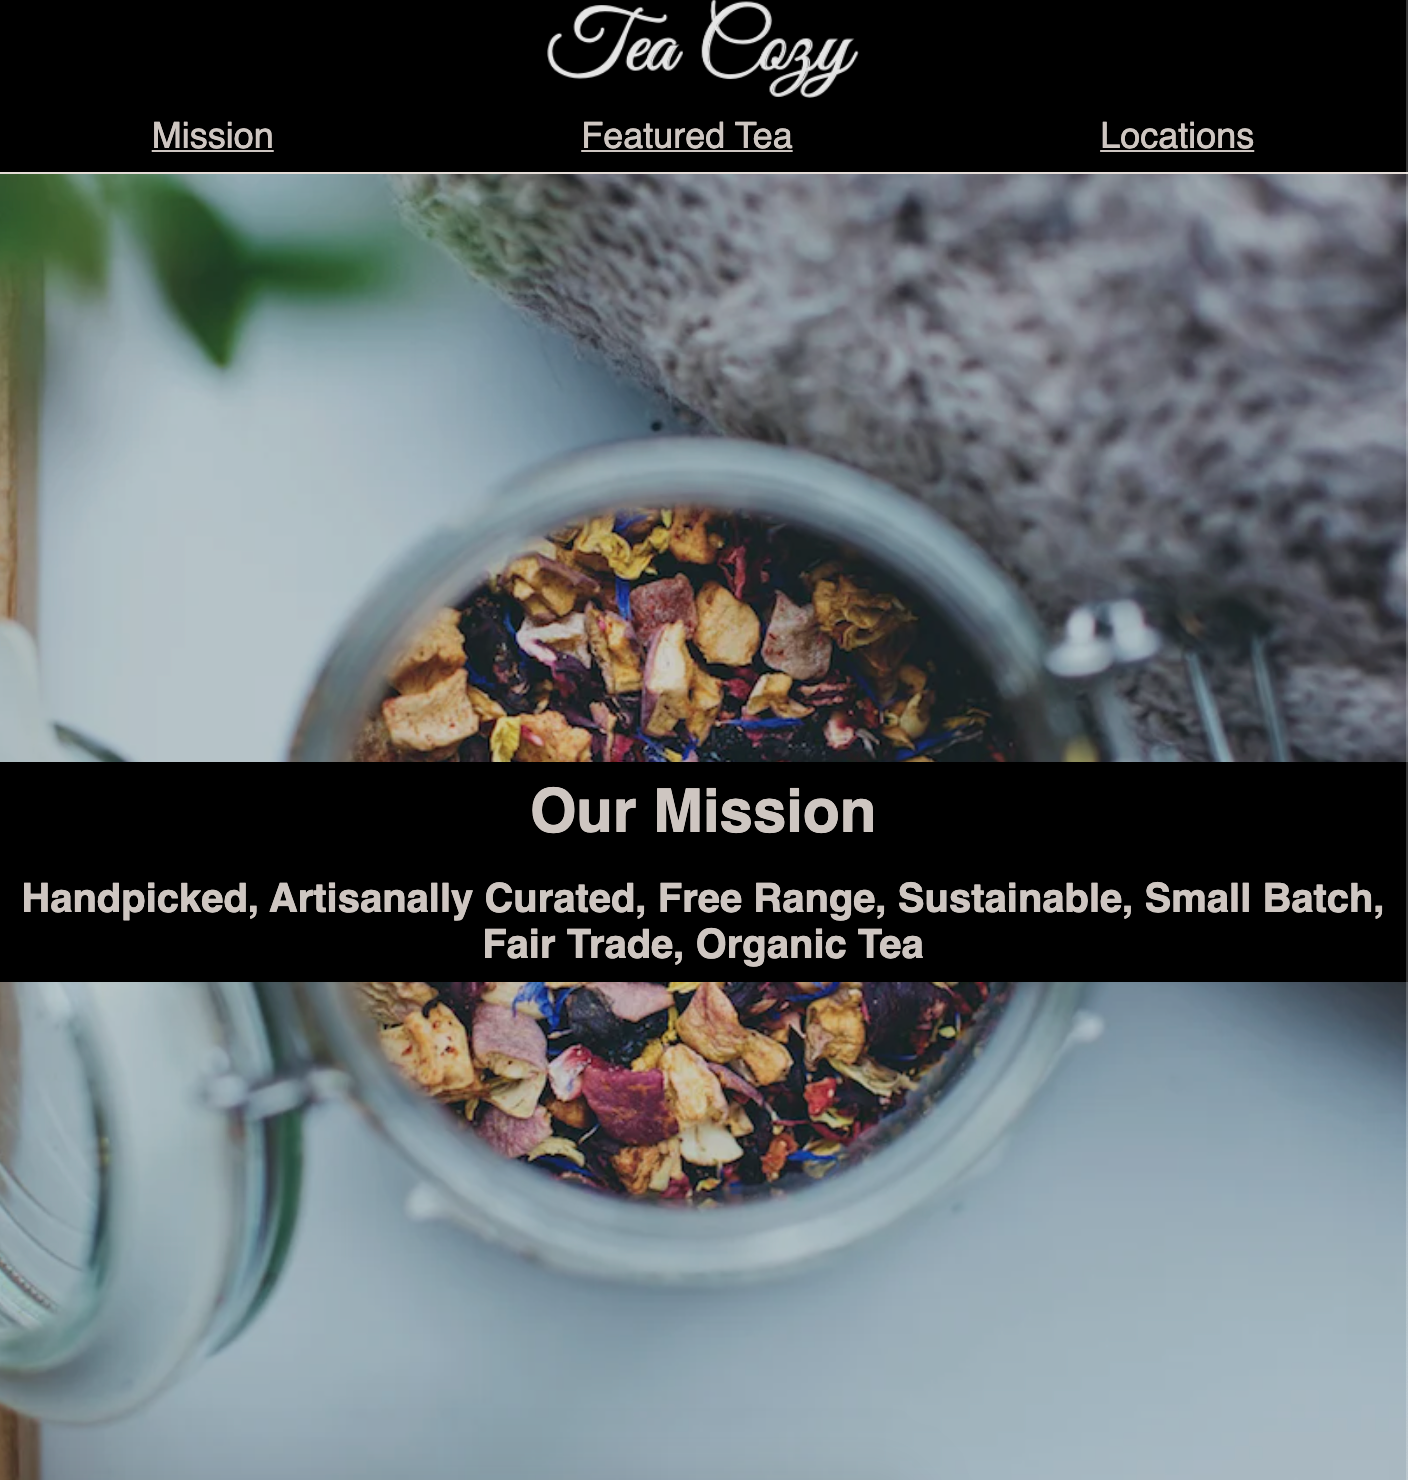 Tea Cozy
Mission
Featured Tea
Locations
Our Mission
Handpicked, Artisanally Curated, Free Range, Sustainable, Small Batch,
Fair Trade, Organic Tea